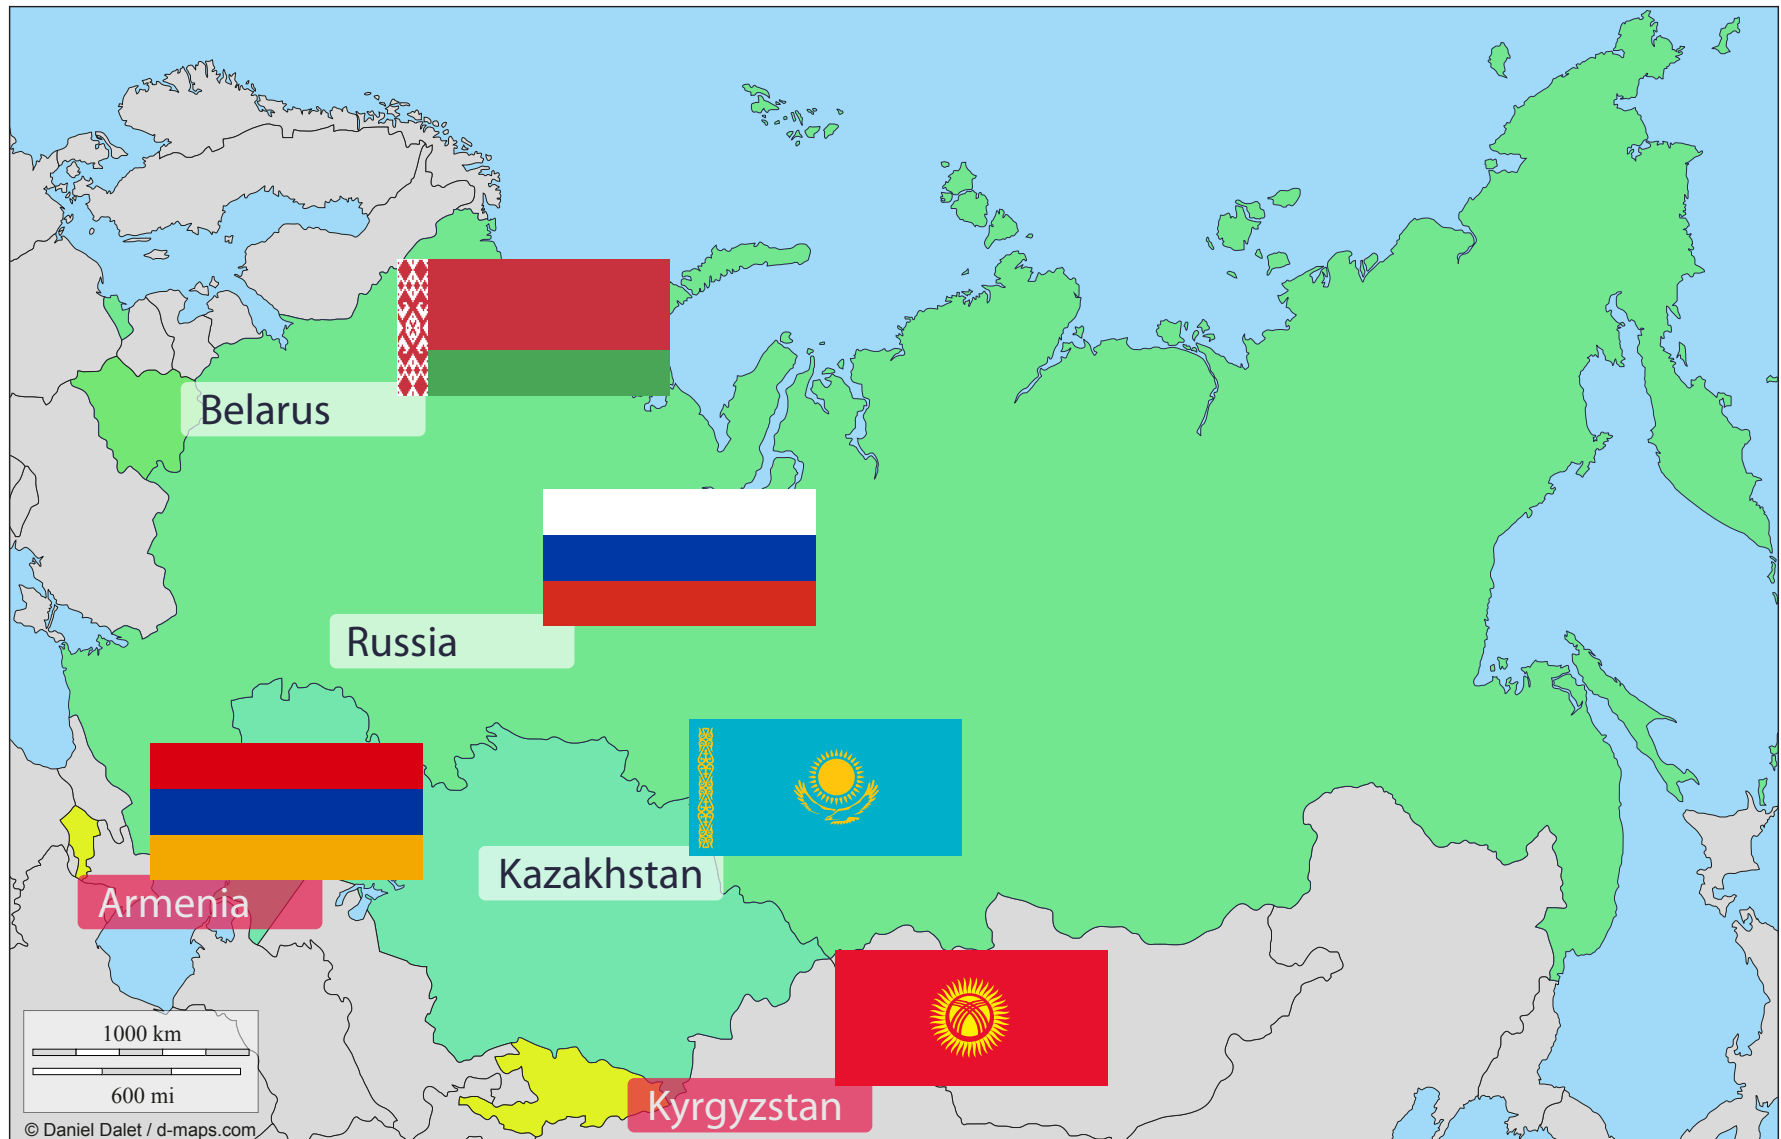 Belarus
Russia
Kazakhstan
Armenia
1000 km
600 mi
Kyrgyzstan
© Daniel Dalet / d-maps.com